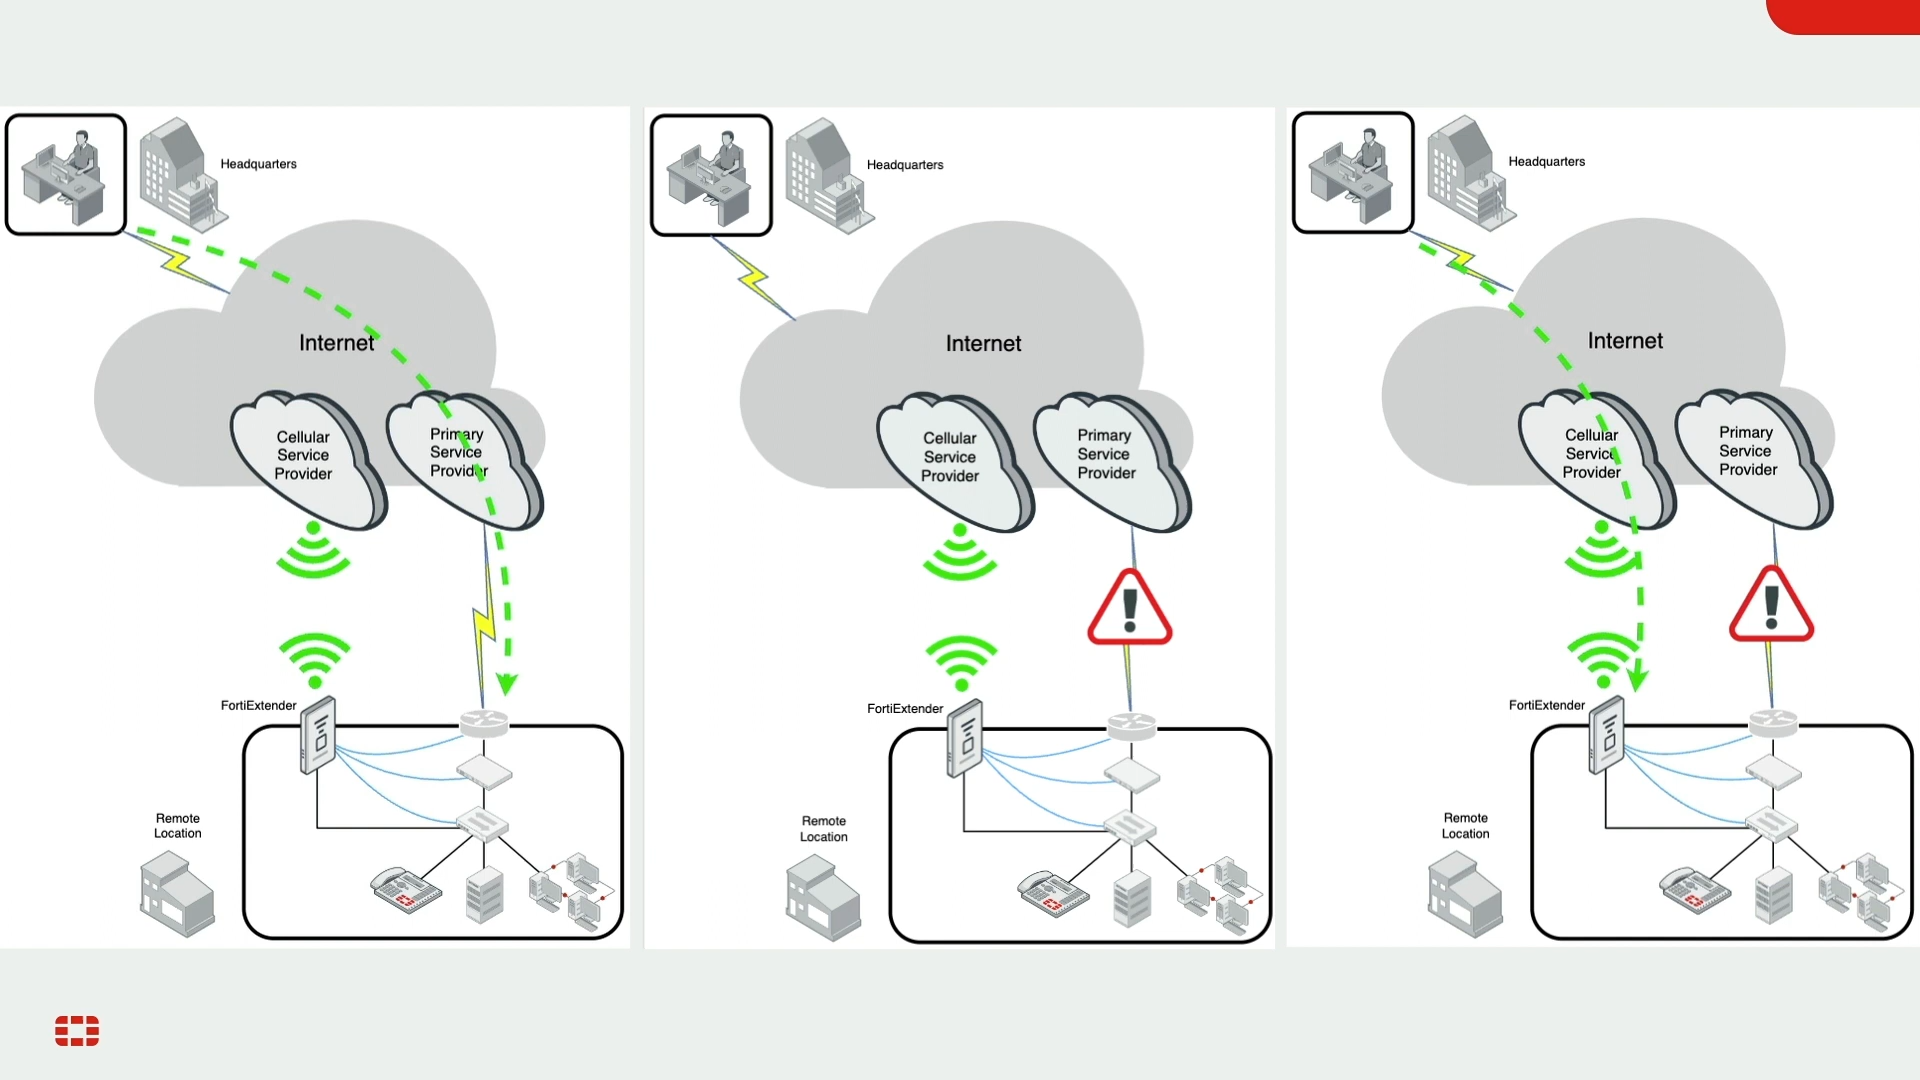 Headquarters
Internet
Cellular
Service
Provider
Primary
Service
Provider
FortiExtender
Remote
Location
Headquarters
Internet
Cellular
Service
Provider
Primary
Service
Provider
FortiExtender
Remote
Location
Headquarters
Internet
Cellular
Service
Provider
Primary
Service
Provider
FortiExtender
Remote
Location